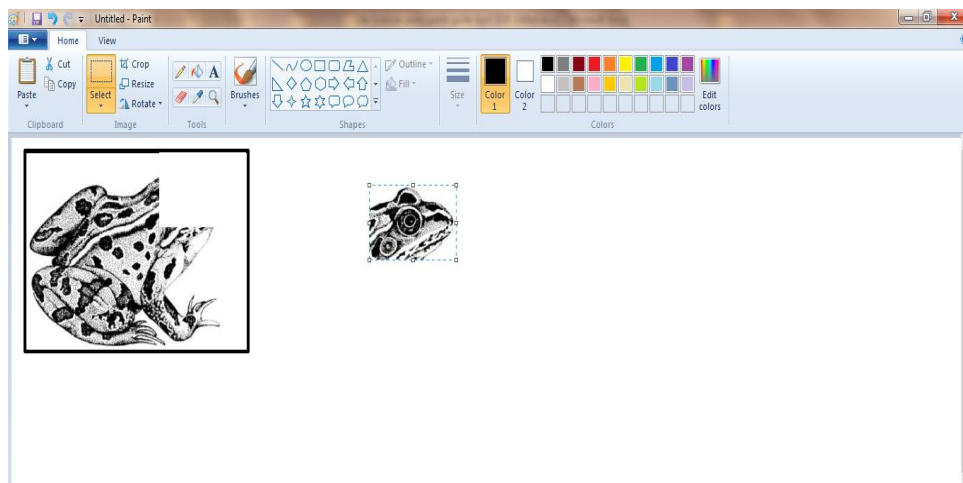 Untitled - Paint
Home View
Paste
Cut
Copy
Clipboard
Select
Crop
Resize
Rotate
Image
A
Tools
Brushes
Outline
Fill
Shapes
Size
Color 1
Color 2
Edit colors
Colors